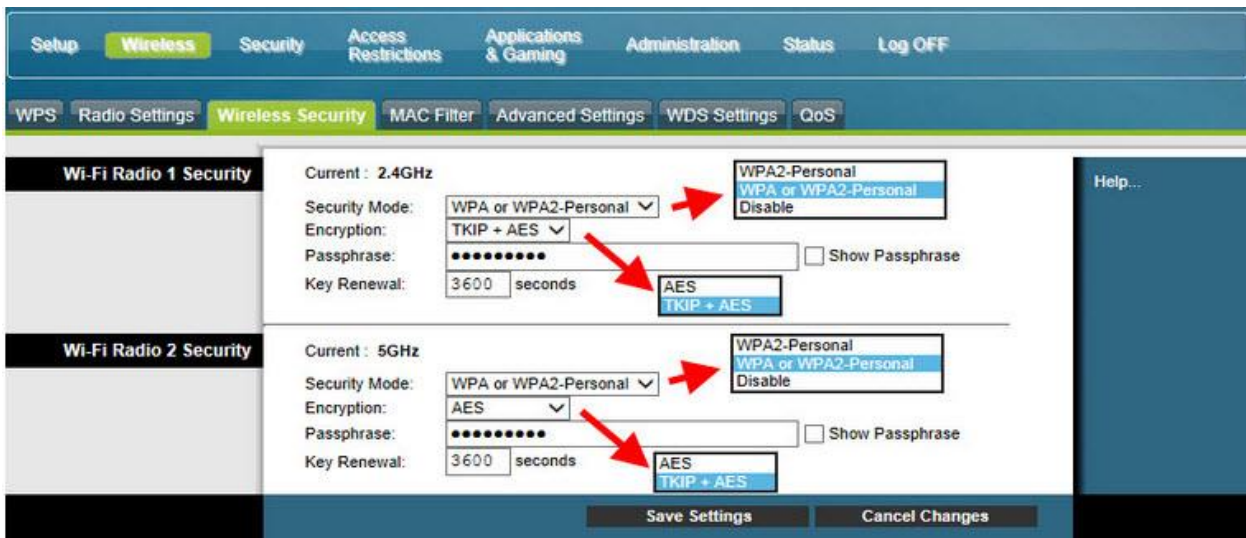 Setup Wireless Security Access Restrictions Applications & Gaming Administration Status Log OFF
WPS Radio Settings Wireless Security MAC Filter Advanced Settings WDS Settings QoS
Wi-Fi Radio 1 Security
Current : 2.4GHz
Security Mode: WPA or WPA2-Personal
WPA2-Personal
WPA or WPA2-Personal
Disable
Encryption: TKIP + AES
Passphrase: ●●●●●●●●● Show Passphrase
Key Renewal: 3600 seconds
AES
TKIP + AES
Help...
Wi-Fi Radio 2 Security
Current : 5GHz
Security Mode: WPA or WPA2-Personal
WPA2-Personal
WPA or WPA2-Personal
Disable
Encryption: AES
Passphrase: ●●●●●●●●● Show Passphrase
Key Renewal: 3600 seconds
AES
TKIP + AES
Save Settings Cancel Changes